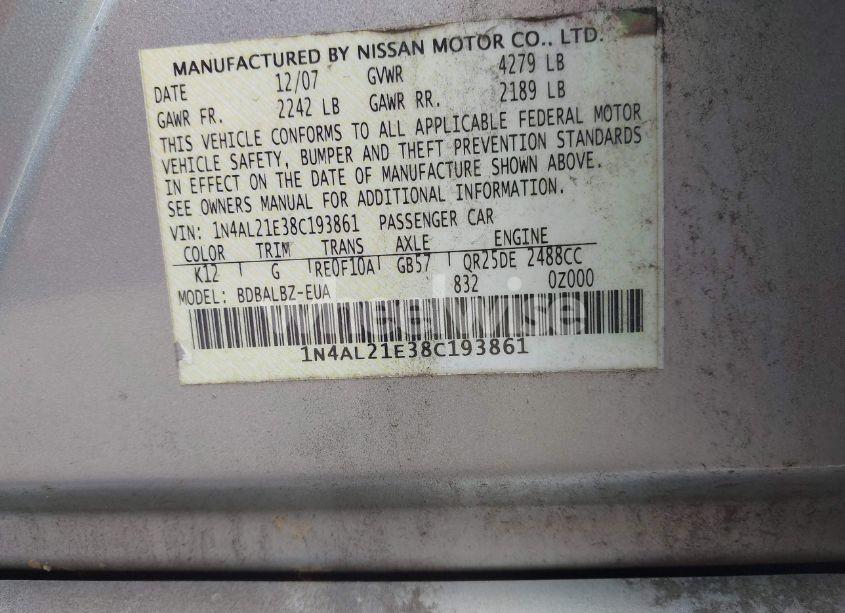 MANUFACTURED BY NISSAN MOTOR CO., LTD.
DATE 12/07 GVWR 4279 LB
GAWR FR. 2242 LB GAWR RR. 2189 LB
THIS VEHICLE CONFORMS TO ALL APPLICABLE FEDERAL MOTOR
VEHICLE SAFETY, BUMPER AND THEFT PREVENTION STANDARDS
IN EFFECT ON THE DATE OF MANUFACTURE SHOWN ABOVE.
SEE OWNERS MANUAL FOR ADDITIONAL INFORMATION.
VIN: 1N4AL21E38C193861 PASSENGER CAR
COLOR TRIM TRANS AXLE ENGINE
K12 G RE0F10A GB57 QR25DE 2488CC
MODEL: BDBALBZ-EUA 832 0Z000
1N4AL21E38C193861